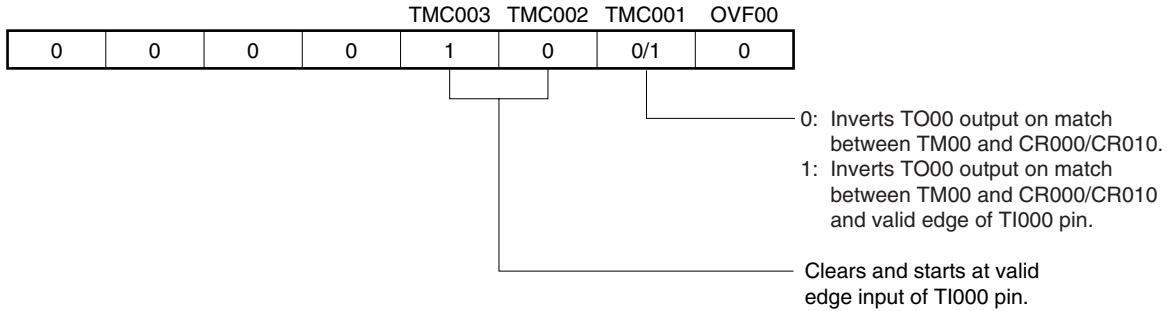 TMC003 TMC002 TMC001 OVF00
0 0 0 0 1 0 0/1 0
0: Inverts TO00 output on match
between TM00 and CR000/CR010.
1: Inverts TO00 output on match
between TM00 and CR000/CR010
and valid edge of TI000 pin.
Clears and starts at valid
edge input of TI000 pin.